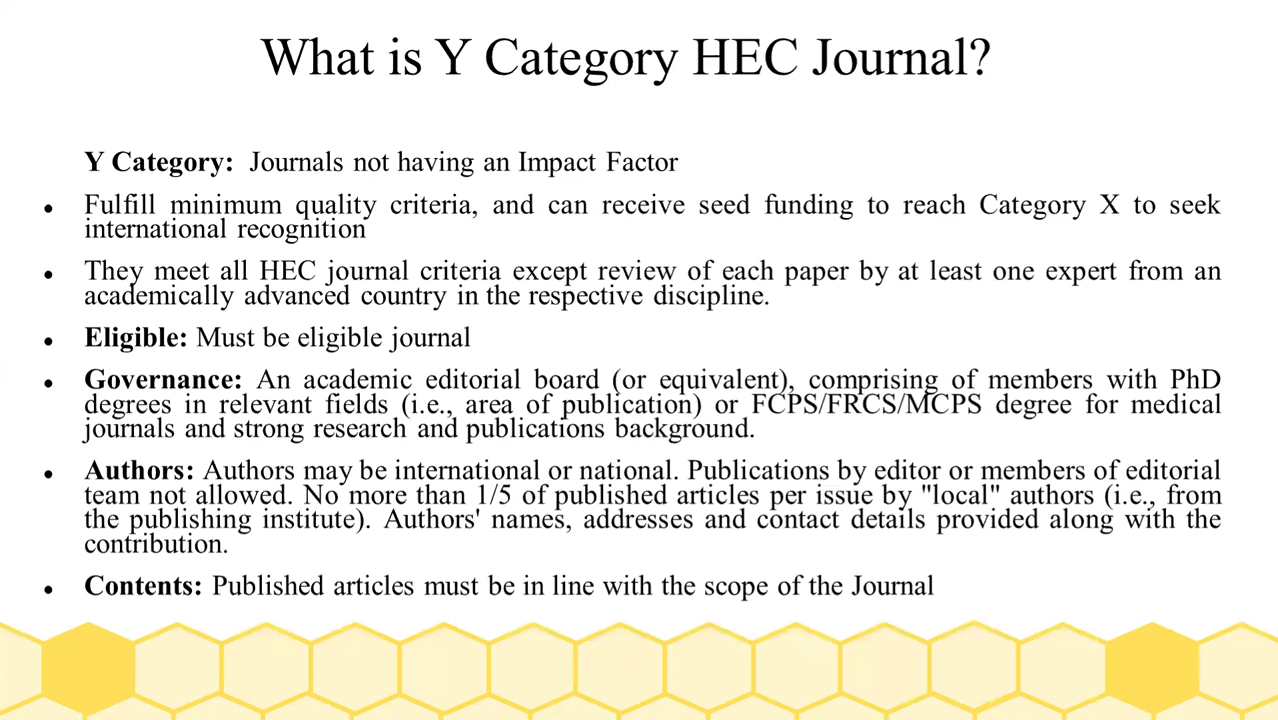 What is Y Category HEC Journal?
Y Category: Journals not having an Impact Factor
• Fulfill minimum quality criteria, and can receive seed funding to reach Category X to seek
international recognition
• They meet all HEC journal criteria except review of each paper by at least one expert from an
academically advanced country in the respective discipline.
• Eligible: Must be eligible journal
• Governance: An academic editorial board (or equivalent), comprising of members with PhD
degrees in relevant fields (i.e., area of publication) or FCPS/FRCS/MCPS degree for medical
journals and strong research and publications background.
• Authors: Authors may be international or national. Publications by editor or members of editorial
team not allowed. No more than 1/5 of published articles per issue by "local" authors (i.e., from
the publishing institute). Authors' names, addresses and contact details provided along with the
contribution.
• Contents: Published articles must be in line with the scope of the Journal